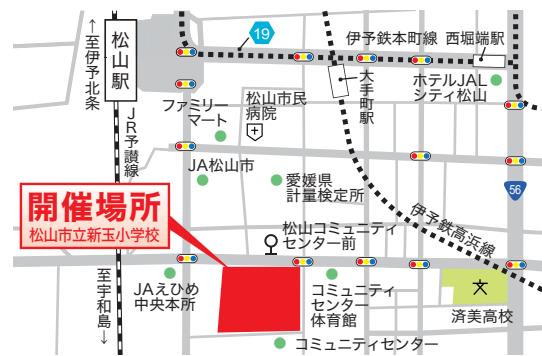 ←至伊予北条
松山駅
19
伊予鉄本町線
西堀端駅
大手町駅
ホテルJAL
シティ松山
ファミリー
マート
松山市民
病院
JR予讃線
JA松山市
愛媛県
計量検定所
56
開催場所
松山市立新玉小学校
松山コミュニティ
センター前
伊予鉄高浜線
至宇和島→
JAえひめ
中央本所
コミュニティ
センター
体育館
文
済美高校
コミュニティセンター